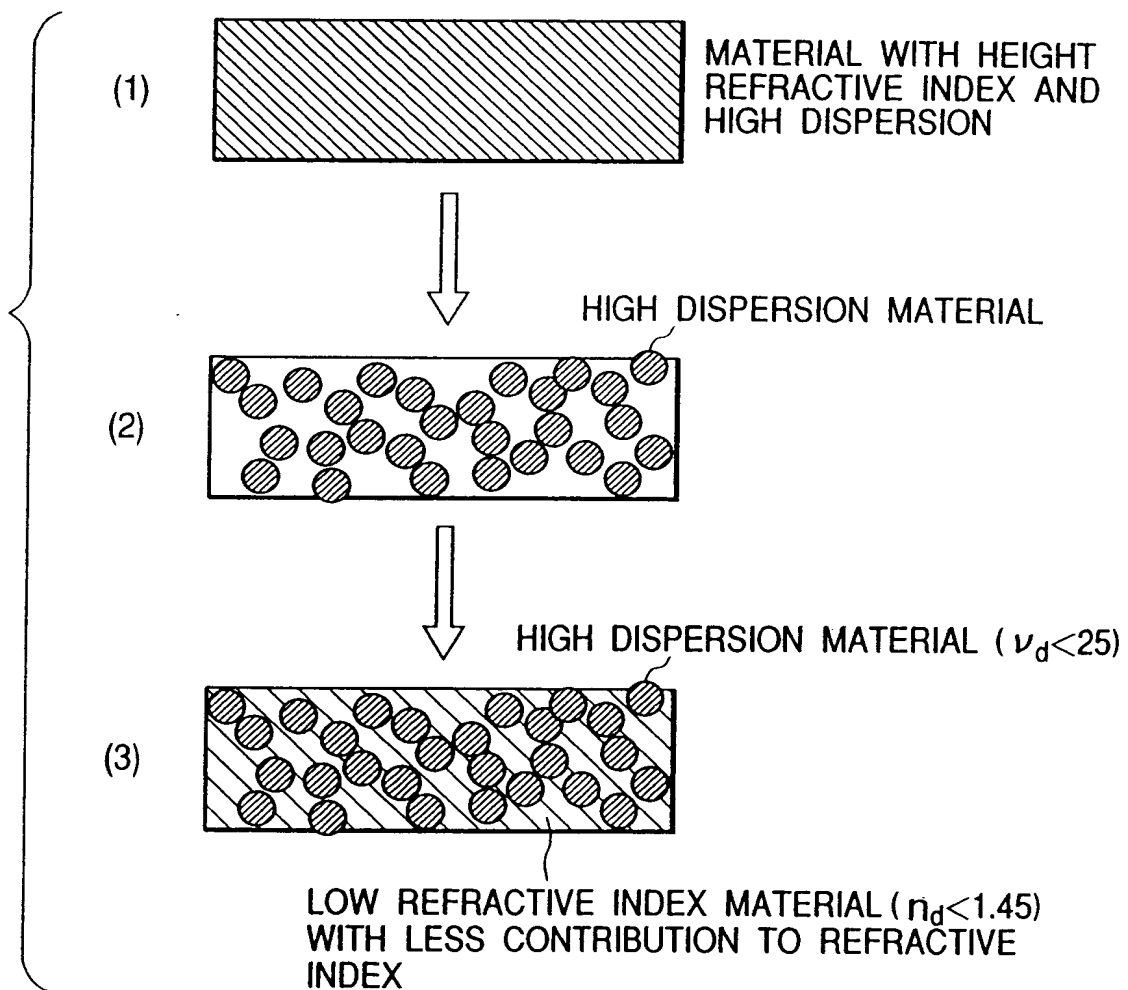 (1)
MATERIAL WITH HEIGHT
REFRACTIVE INDEX AND
HIGH DISPERSION
HIGH DISPERSION MATERIAL
(2)
HIGH DISPERSION MATERIAL (νd<25)
(3)
LOW REFRACTIVE INDEX MATERIAL (nd<1.45)
WITH LESS CONTRIBUTION TO REFRACTIVE
INDEX